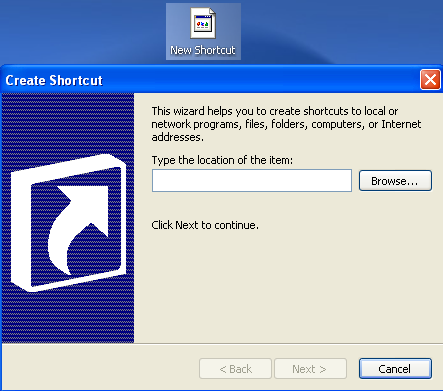 New Shortcut
Create Shortcut
This wizard helps you to create shortcuts to local or
network programs, files, folders, computers, or Internet
addresses.
Type the location of the item:
Browse...
Click Next to continue.
< Back
Next >
Cancel